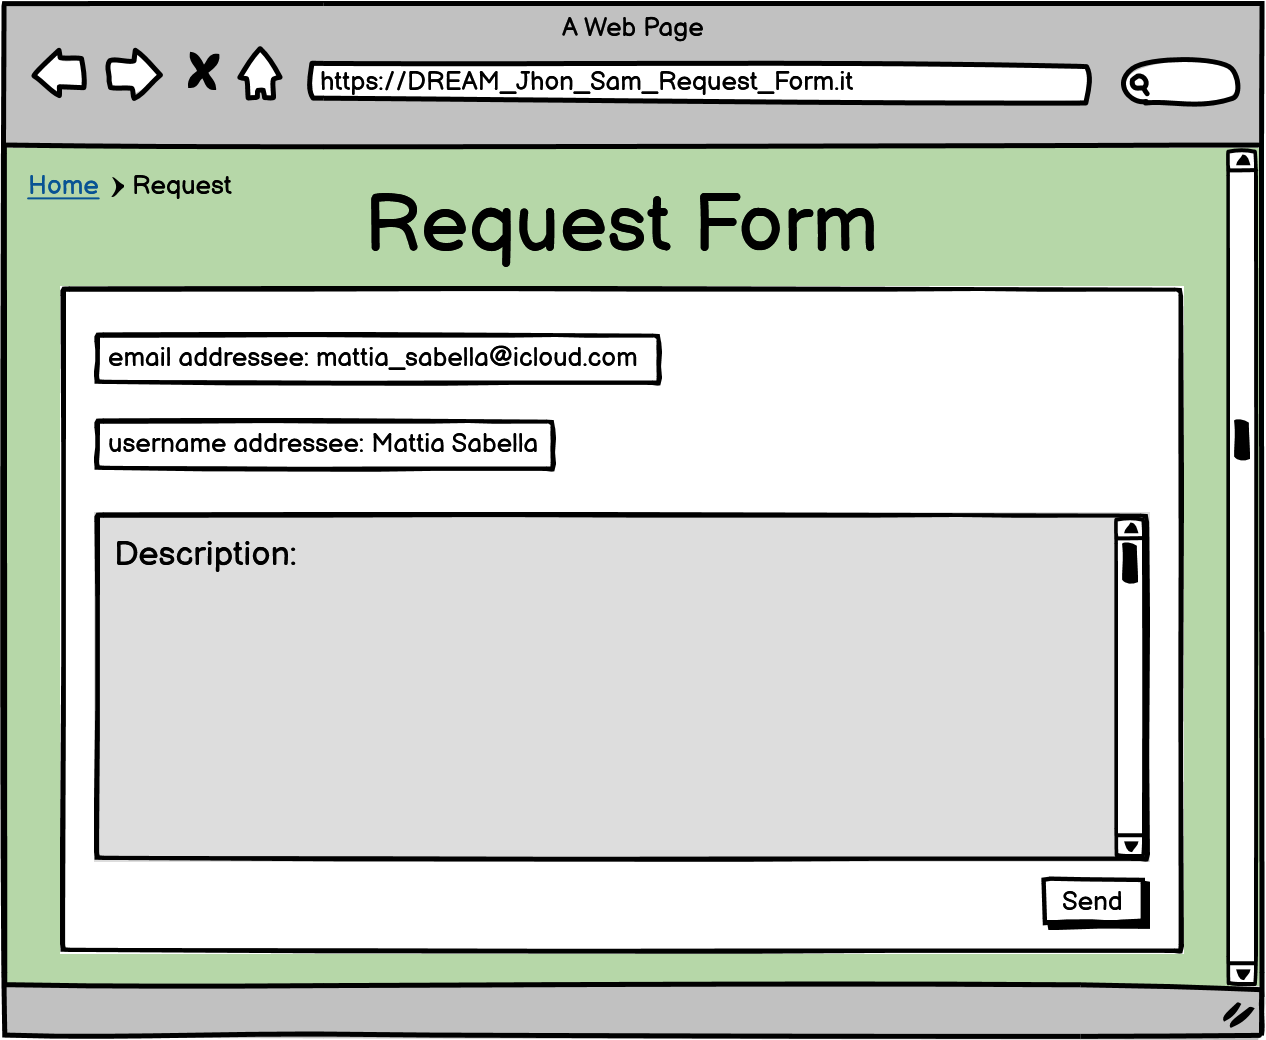 A Web Page
https://DREAM_Jhon_Sam_Request_Form.it
Home Request
Request Form
email addressee: mattia_sabella@icloud.com
username addressee: Mattia Sabella
Description:
Send